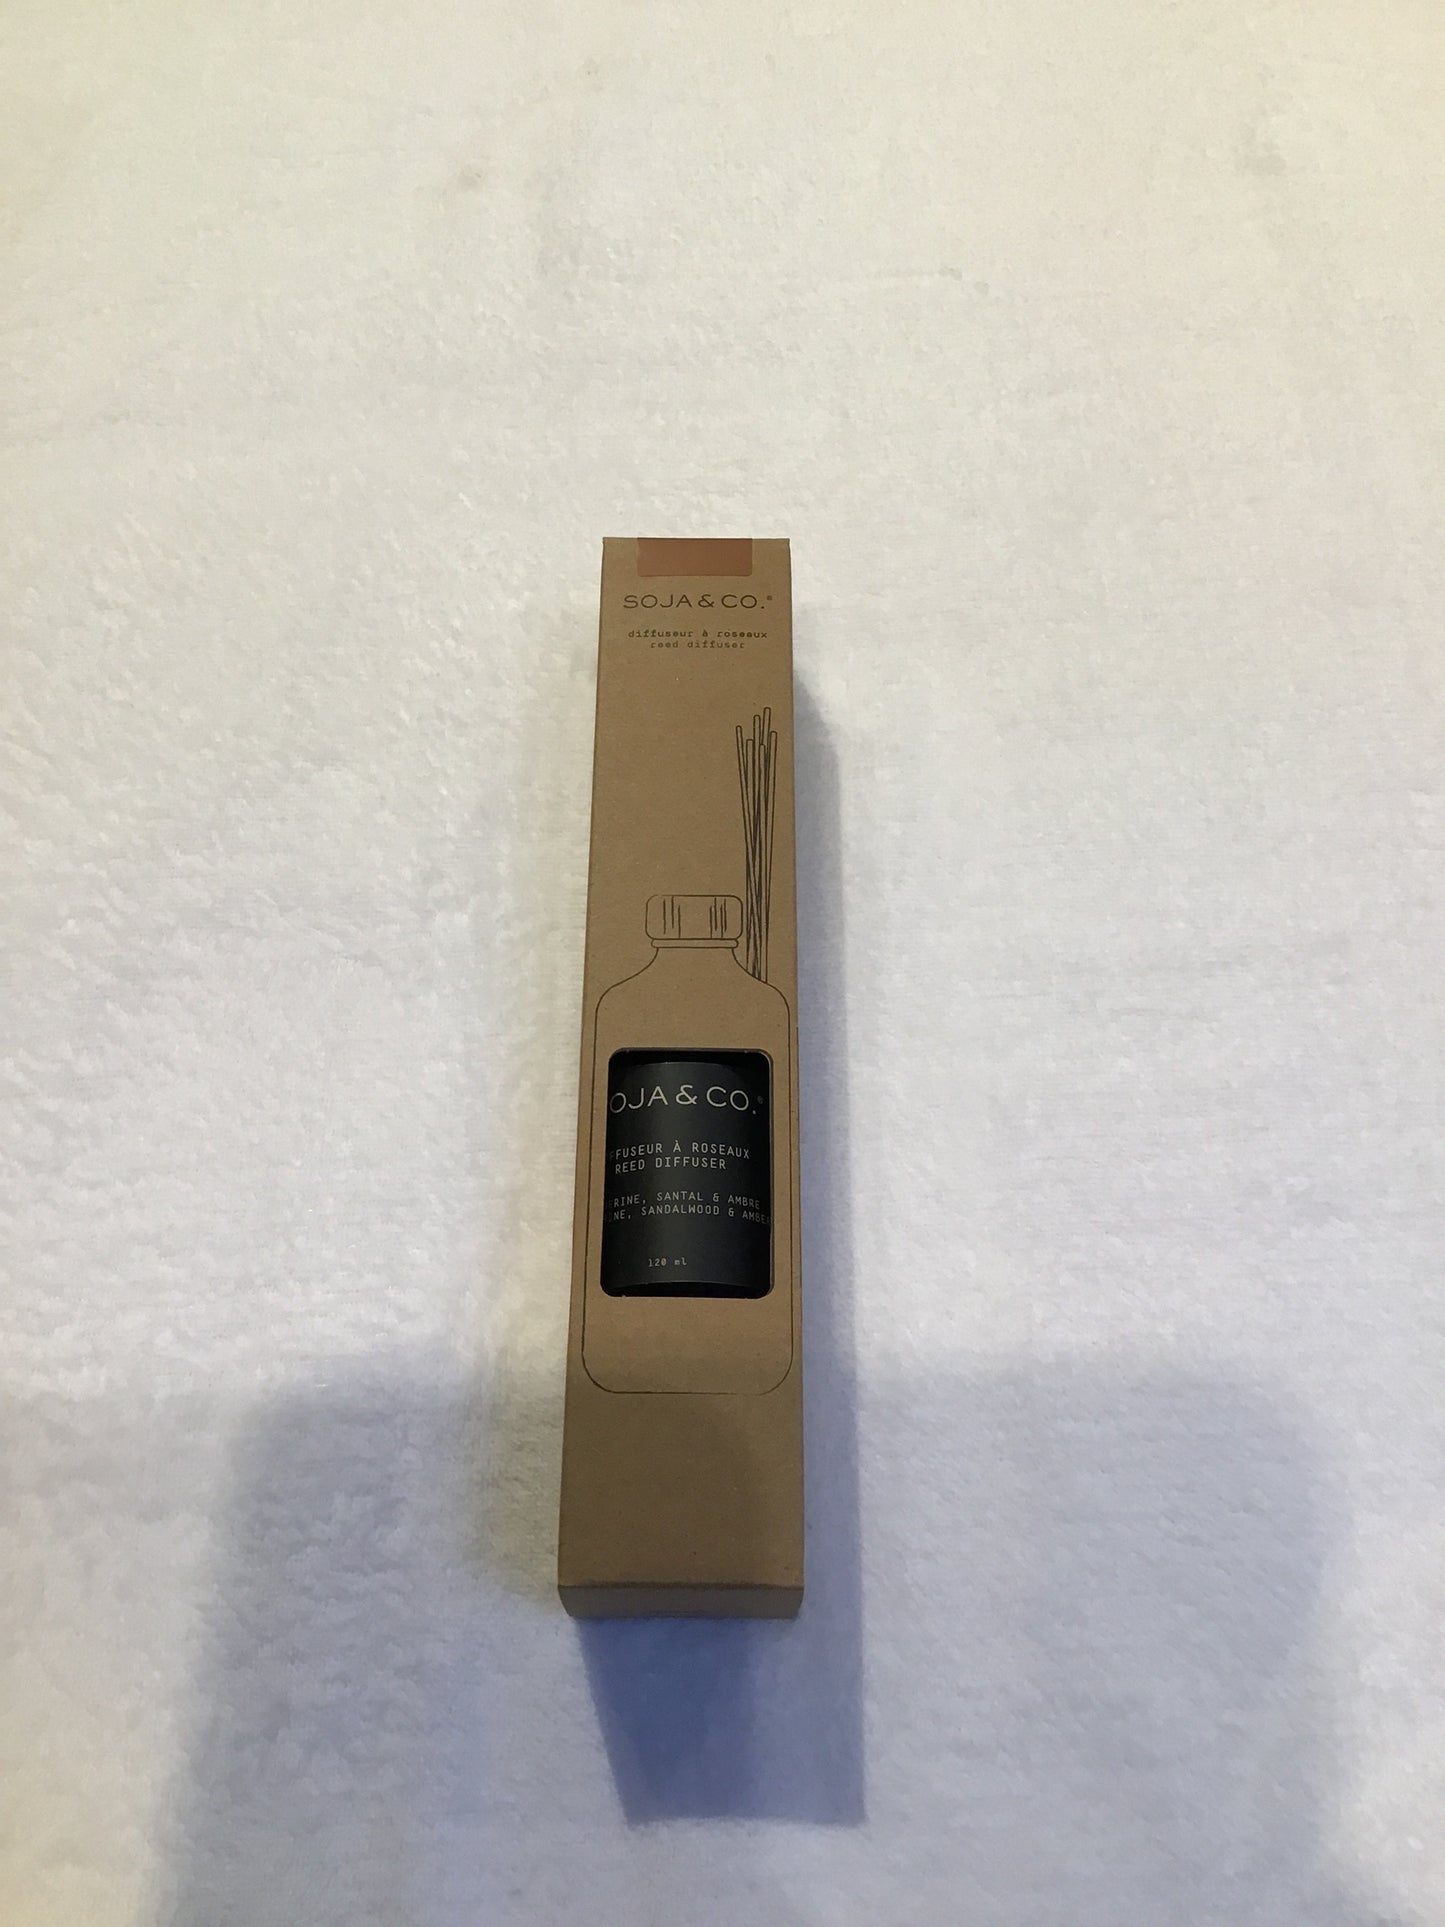 SOJA & CO.®
diffuseur à roseaux
reed diffuser
OJA & CO.®
FFUSEUR À ROSEAUX
REED DIFFUSER
ERINE, SANTAL & AMBRE
INE, SANDALWOOD & AMBER
120 ml